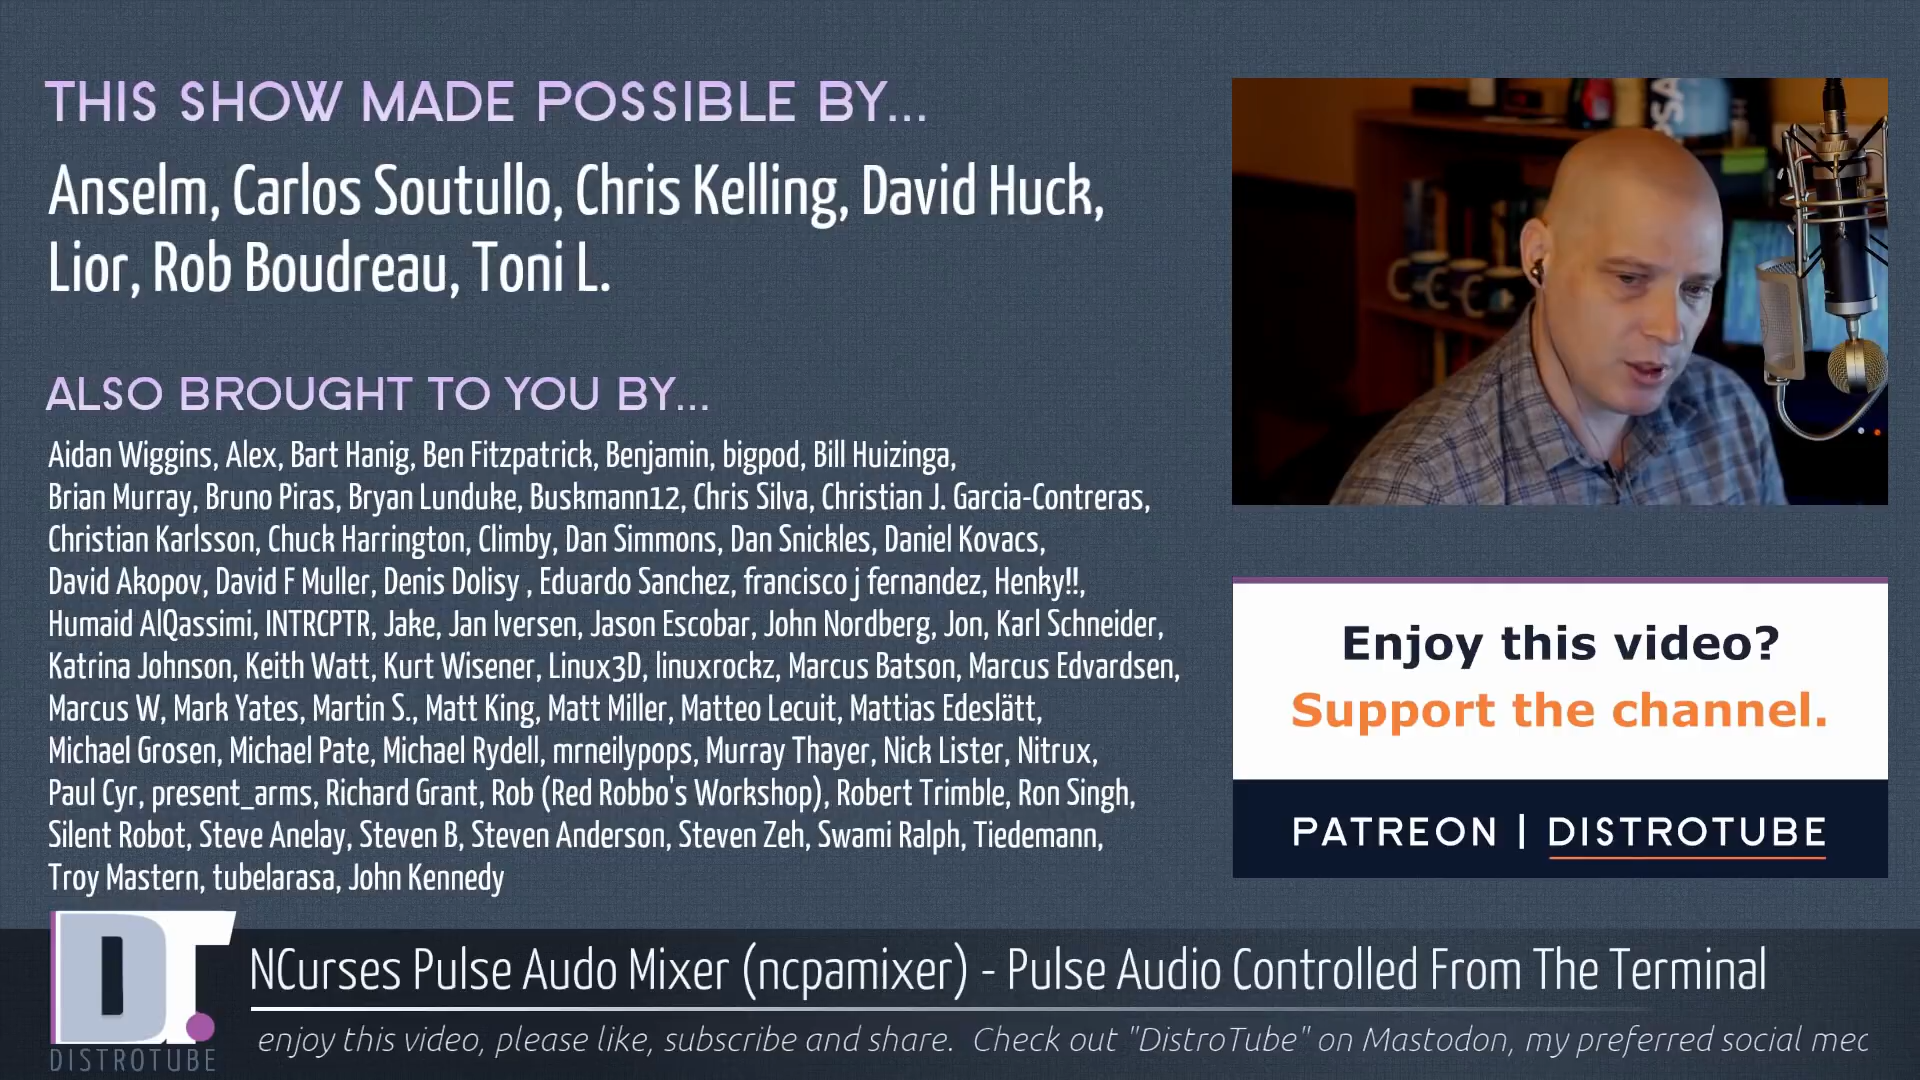 THIS SHOW MADE POSSIBLE BY...
Anselm, Carlos Soutullo, Chris Kelling, David Huck,
Lior, Rob Boudreau, Toni L.
ALSO BROUGHT TO YOU BY...
Aidan Wiggins, Alex, Bart Hanig, Ben Fitzpatrick, Benjamin, bigpod, Bill Huizinga,
Brian Murray, Bruno Piras, Bryan Lunduke, Buskmann12, Chris Silva, Christian J. Garcia-Contreras,
Christian Karlsson, Chuck Harrington, Climby, Dan Simmons, Dan Snickles, Daniel Kovacs,
David Akopov, David F Muller, Denis Dolisy , Eduardo Sanchez, francisco j fernandez, Henky!!,
Humaid AlQassimi, INTRCPTR, Jake, Jan Iversen, Jason Escobar, John Nordberg, Jon, Karl Schneider,
Katrina Johnson, Keith Watt, Kurt Wisener, Linux3D, linuxrockz, Marcus Batson, Marcus Edvardsen,
Marcus W, Mark Yates, Martin S., Matt King, Matt Miller, Matteo Lecuit, Mattias Edeslätt,
Michael Grosen, Michael Pate, Michael Rydell, mrneilypops, Murray Thayer, Nick Lister, Nitrux,
Paul Cyr, present_arms, Richard Grant, Rob (Red Robbo's Workshop), Robert Trimble, Ron Singh,
Silent Robot, Steve Anelay, Steven B, Steven Anderson, Steven Zeh, Swami Ralph, Tiedemann,
Troy Mastern, tubelarasa, John Kennedy
Enjoy this video?
Support the channel.
PATREON | DISTROTUBE
DT.
DISTROTUBE
NCurses Pulse Audo Mixer (ncpamixer) - Pulse Audio Controlled From The Terminal
enjoy this video, please like, subscribe and share. Check out "DistroTube" on Mastodon, my preferred social mec